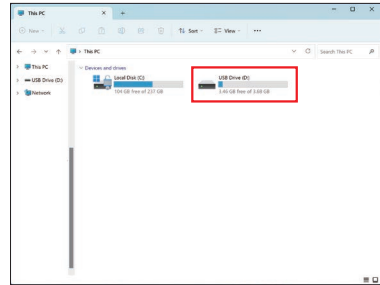 This PC
New
Sort
View
This PC
Search This PC
This PC
USB Drive (D:)
Network
Devices and drives
Local Disk (C:)
104 GB free of 237 GB
USB Drive (D:)
3.49 GB free of 3.69 GB